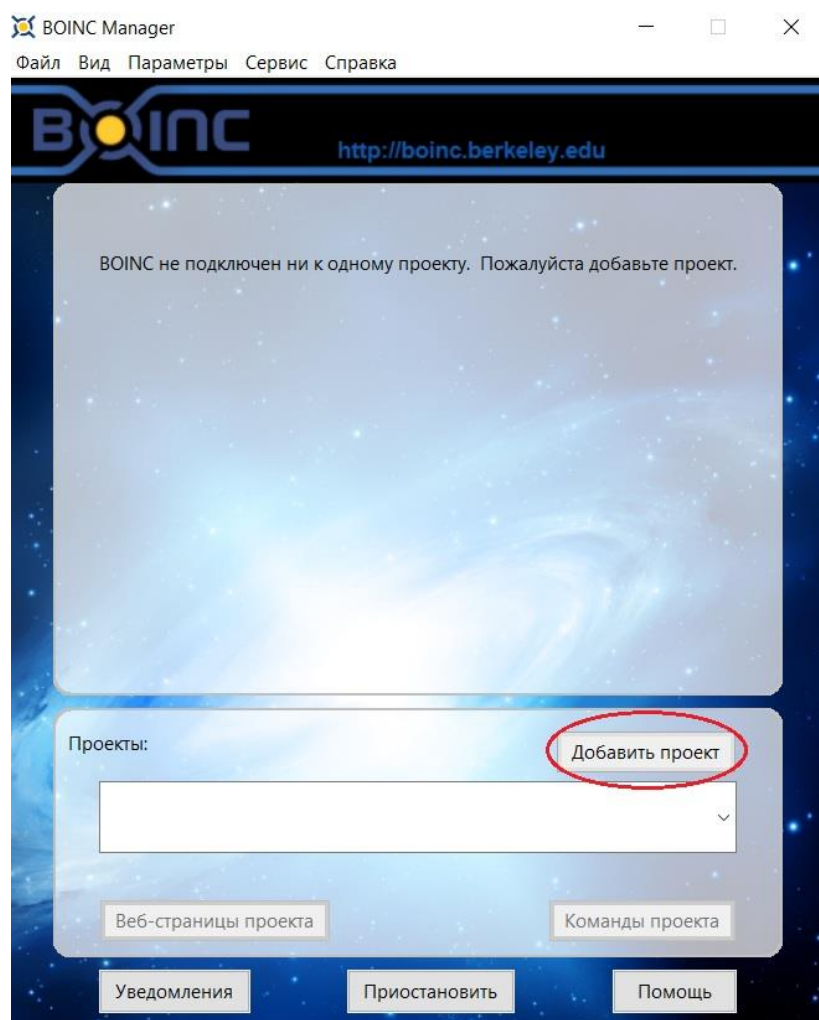 BOINC Manager
Файл Вид Параметры Сервис Справка
BOINC
http://boinc.berkeley.edu
BOINC не подключен ни к одному проекту. Пожалуйста добавьте проект.
Проекты:
Добавить проект
Веб-страницы проекта
Команды проекта
Уведомления
Приостановить
Помощь